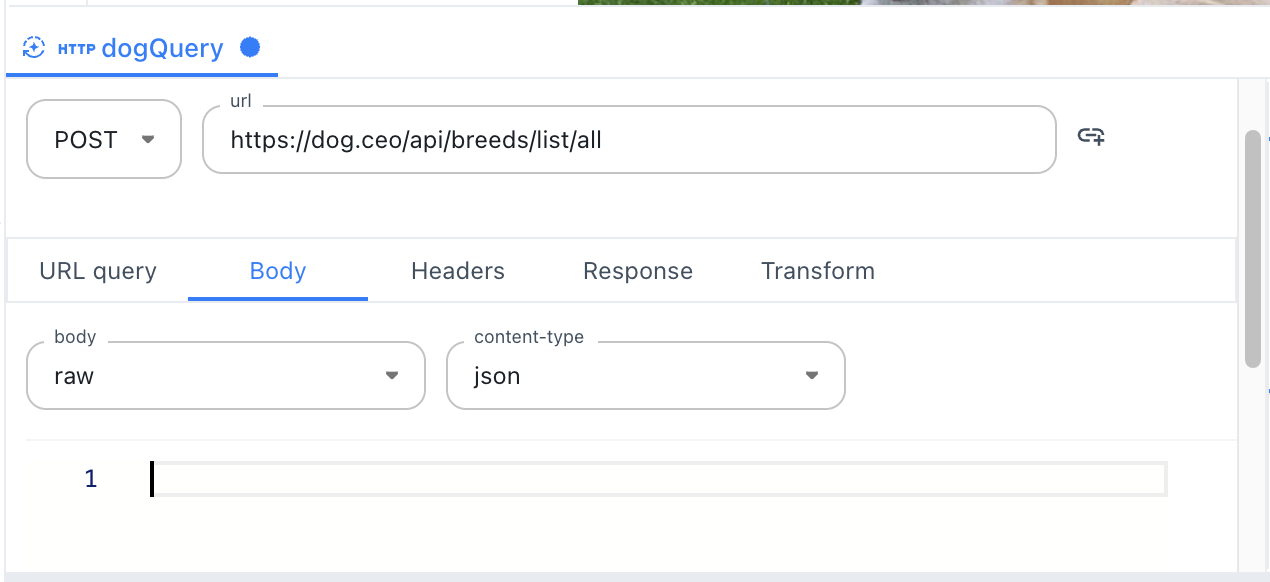 HTTP dogQuery
url
POST
https://dog.ceo/api/breeds/list/all
URL query Body Headers Response Transform
body content-type
raw json
1